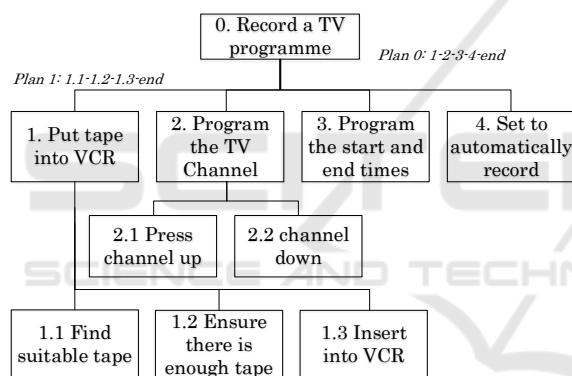 0. Record a TV
programme
Plan 0: 1-2-3-4-end
Plan 1: 1.1-1.2-1.3-end
1. Put tape
into VCR
2. Program
the TV
Channel
3. Program
the start and
end times
4. Set to
automatically
record
2.1 Press
channel up
2.2 channel
down
SCIENCE AND TECHN
1.1 Find
suitable tape
1.2 Ensure
there is
enough tape
1.3 Insert
into VCR